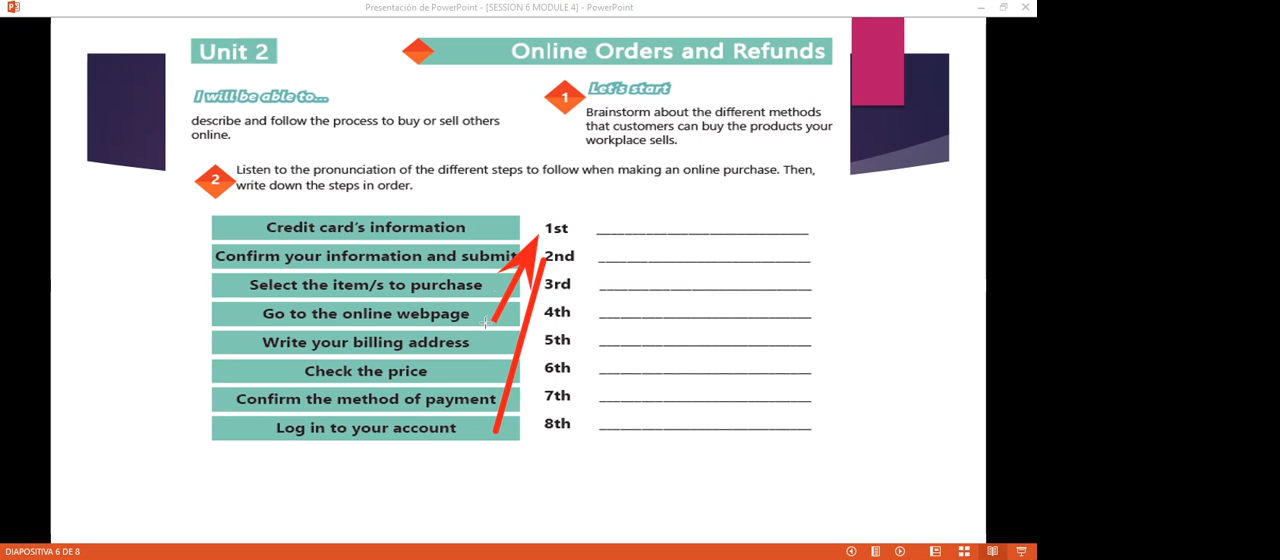 Presentación de PowerPoint - [SESSION 6 MODULE 4] - PowerPoint
Unit 2
Online Orders and Refunds
I will be able to...
describe and follow the process to buy or sell others
online.
1
Let's start
Brainstorm about the different methods
that customers can buy the products your
workplace sells.
2
Listen to the pronunciation of the different steps to follow when making an online purchase. Then,
write down the steps in order.
Credit card's information
Confirm your information and submit
Select the item/s to purchase
Go to the online webpage
Write your billing address
Check the price
Confirm the method of payment
Log in to your account
1st
2nd
3rd
4th
5th
6th
7th
8th
DIAPOSITIVA 6 DE 8